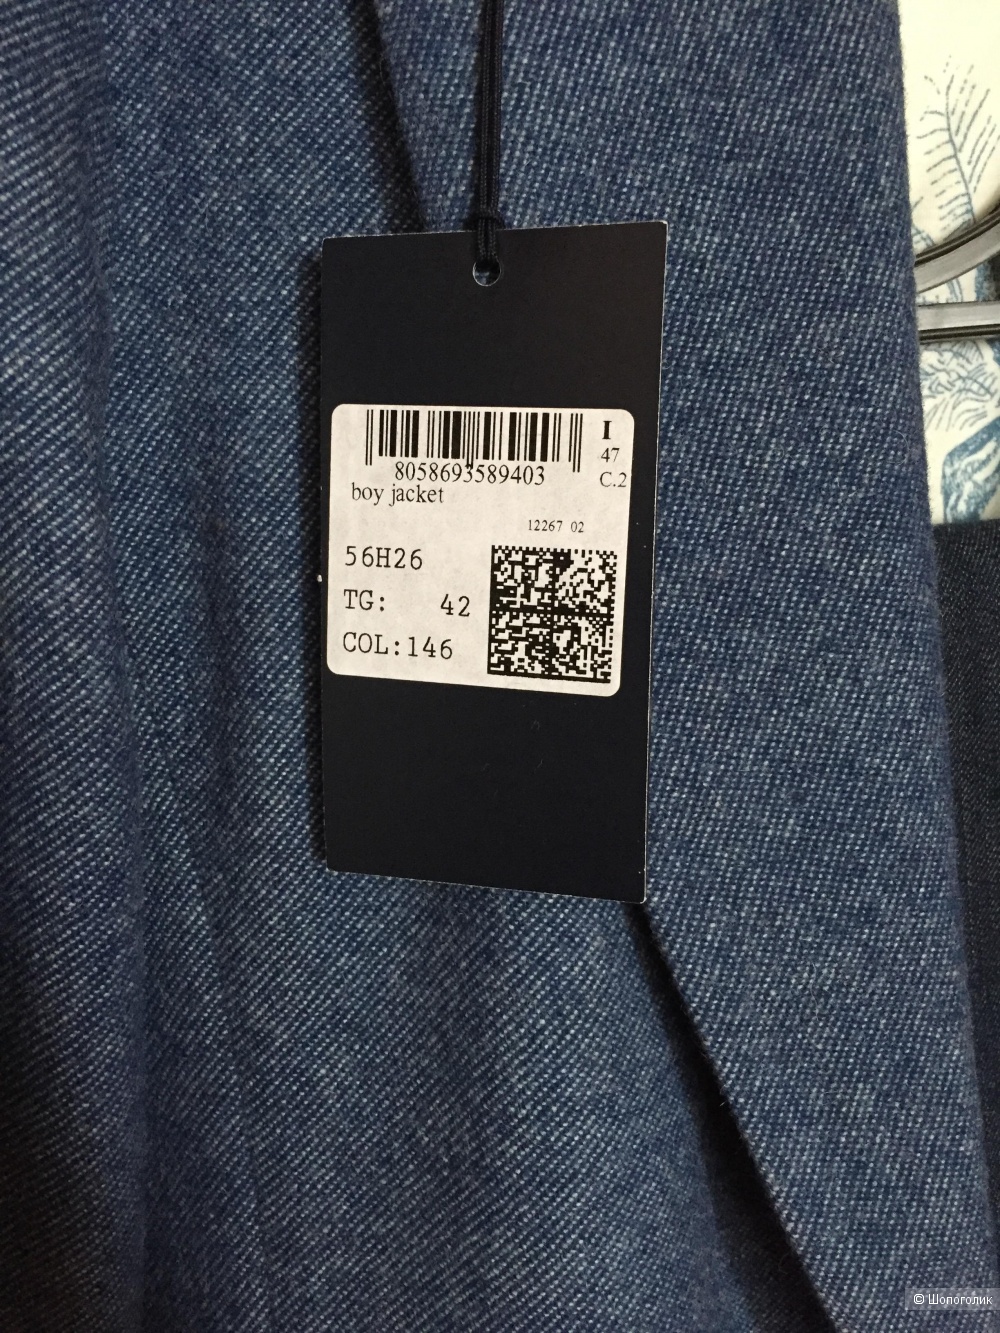 I
47
8058693589403
C.2
boy jacket
12267 02
56H26
TG: 42
COL:146
© Шопоголик